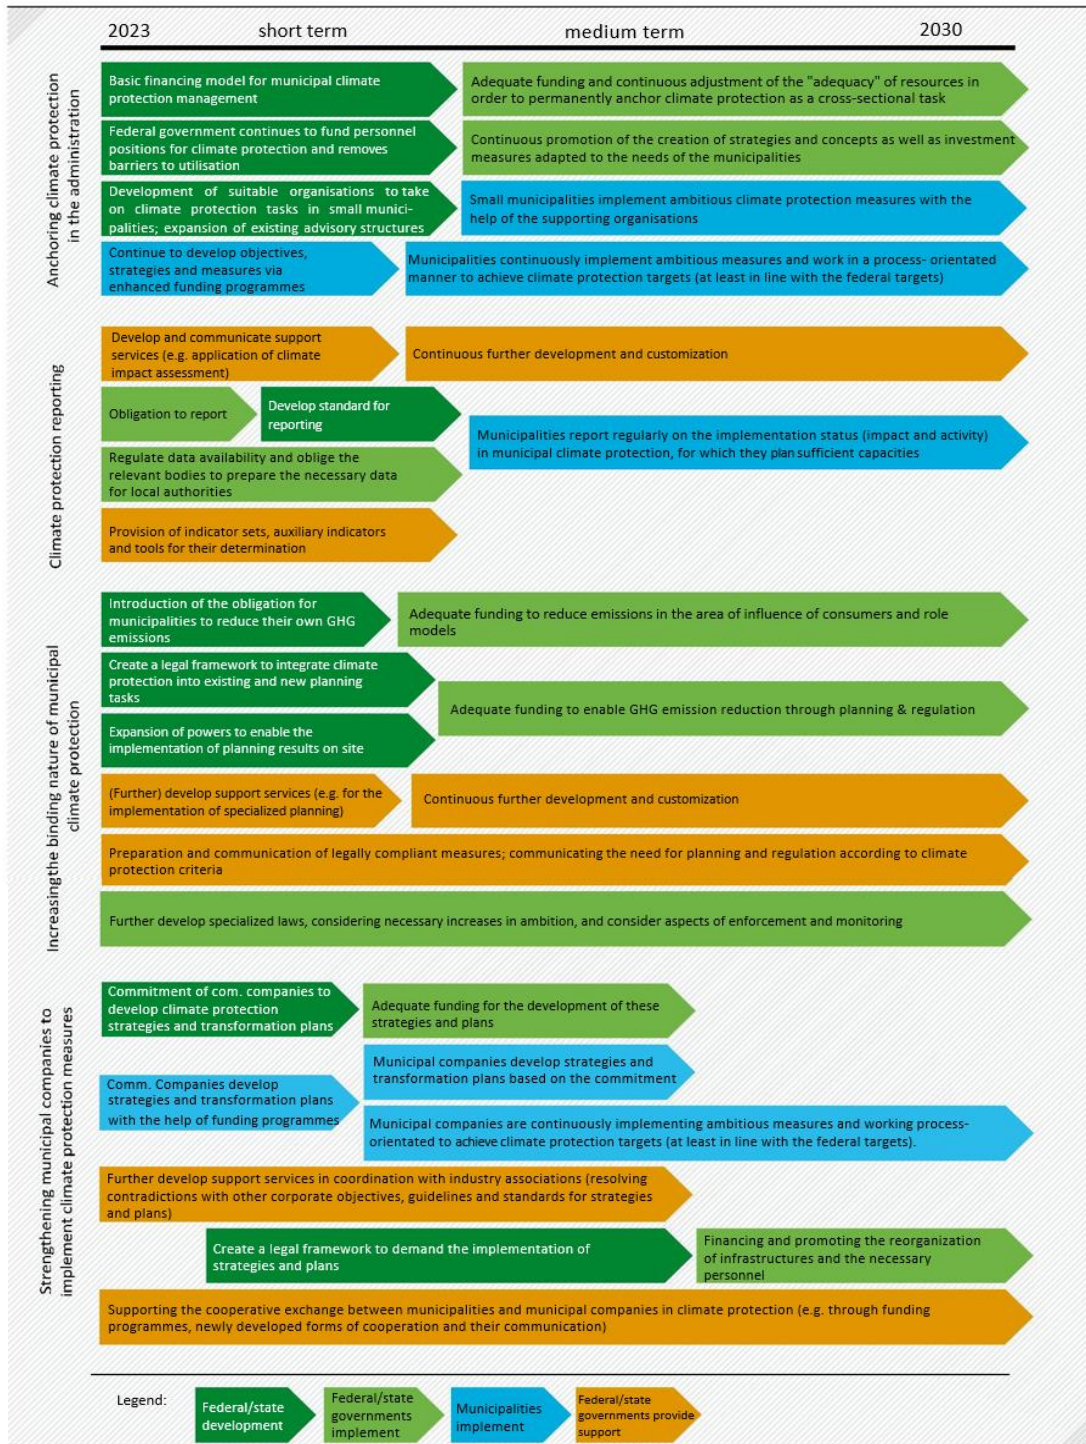 2023 short term medium term 2030
Anchoring climate protection
in the administration
Basic financing model for municipal climate
protection management
Adequate funding and continuous adjustment of the "adequacy" of resources in
order to permanently anchor climate protection as a cross-sectional task
Federal government continues to fund personnel
positions for climate protection and removes
barriers to utilisation
Continuous promotion of the creation of strategies and concepts as well as investment
measures adapted to the needs of the municipalities
Development of suitable organisations to take
on climate protection tasks in small munici-
palities; expansion of existing advisory structures
Small municipalities implement ambitious climate protection measures with the
help of the supporting organisations
Continue to develop objectives,
strategies and measures via
enhanced funding programmes
Municipalities continuously implement ambitious measures and work in a process- orientated
manner to achieve climate protection targets (at least in line with the federal targets)
Climate protection reporting
Develop and communicate support
services (e.g. application of climate
impact assessment)
Continuous further development and customization
Obligation to report
Develop standard for
reporting
Municipalities report regularly on the implementation status (impact and activity)
in municipal climate protection, for which they plan sufficient capacities
Regulate data availability and oblige the
relevant bodies to prepare the necessary data
for local authorities
Provision of indicator sets, auxiliary indicators
and tools for their determination
Increasingthe binding nature of municipal
climate protection
Introduction of the obligation for
municipalities to reduce their own GHG
emissions
Adequate funding to reduce emissions in the area of influence of consumers and role
models
Create a legal framework to integrate climate
protection into existing and new planning
tasks
Adequate funding to enable GHG emission reduction through planning & regulation
Expansion of powers to enable the
implementation of planning results on site
(Further) develop support services (e.g. for the
implementation of specialized planning)
Continuous further development and customization
Preparation and communication of legally compliant measures; communicating the need for planning and regulation according to climate
protection criteria
Further develop specialized laws, considering necessary increases in ambition, and consider aspects of enforcement and monitoring
Strengthening municipal companies to
implement climate protection measures
Commitment of com. companies to
develop climate protection
strategies and transformation plans
Adequate funding for the development of these
strategies and plans
Comm. Companies develop
strategies and transformation plans
with the help of funding programmes
Municipal companies develop strategies and
transformation plans based on the commitment
Municipal companies are continuously implementing ambitious measures and working process-
orientated to achieve climate protection targets (at least in line with the federal targets).
Further develop support services in coordination with industry associations (resolving
contradictions with other corporate objectives, guidelines and standards for strategies
and plans)
Create a legal framework to demand the implementation of
strategies and plans
Financing and promoting the reorganization
of infrastructures and the necessary
personnel
Supporting the cooperative exchange between municipalities and municipal companies in climate protection (e.g. through funding
programmes, newly developed forms of cooperation and their communication)
Legend:
Federal/state
development
Federal/state
governments
implement
Municipalities
implement
Federal/state
governments provide
support